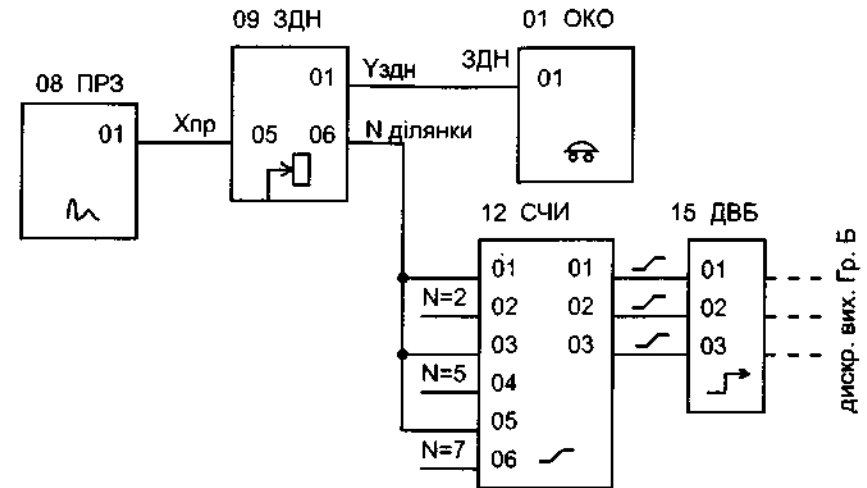 09 ЗДН
01 ОКО
08 ПРЗ
01
Yздн
ЗДН
01
01
Xпр
05
06
N ділянки
12 СЧИ
15 ДВБ
01
01
01
N=2
02
02
02
03
03
03
N=5
04
05
N=7
06
дискр. вих. Гр. Б